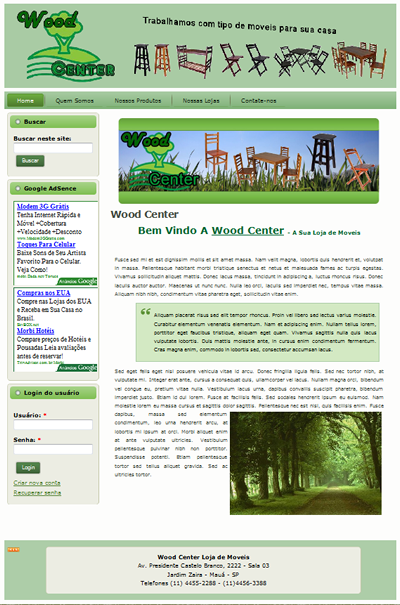 Wood
Center
Trabalhamos com tipo de moveis para sua casa
Home
Quem Somos
Nossos Produtos
Nossas Lojas
Contate-nos
Buscar
Buscar neste site:
Buscar
Google AdSence
Modem 3G Grátis
Tenha Internet Rapida e
Móvel +Cobertura
+Velocidade =Desconto
Toques Para Celular
Baixe Sons de Seu Artista
Favorito Para o Celular.
Veja Como!
Anúncios Google
Compras nos EUA
Navegue nas Lojas dos EUA
e Receba em Sua Casa no
Brasil.
Morbi Hotéis
Compare preços de Hotéis e
Pousadas Leia avaliações
antes de reservar!
Anúncios Google
Login do usuário
Usuário: *
Senha: *
Login
Criar nova conta
Recuperar senha
Wood
Center
Wood Center
Bem Vindo A Wood Center - A Sua Loja de Moveis
Fusce sed mi et est dignissim mollis et sit amet massa. Nam velit magna, lobortis quis hendrerit et, volutpat
in massa. Pellentesque habitant morbi tristique senectus et netus et malesuada fames ac turpis egestas.
Vivamus sollicitudin aliquet mattis. Donec lacus massa, tincidunt in adipiscing a, rutrum sit amet purus. Donec
iaculis auctor auctor. Maecenas ut nunc nunc. Nulla leo orci, iaculis sed imperdiet nec, tempus vitae massa.
Aliquam nibh nibh, condimentum vitae pharetra eget; sollicitudin vitae enim.
Aliquam placerat risus sed elit tempor rhoncus. Proin vel libero sed lectus varius molestie.
Curabitur elementum venenatis elementum. Nam et adipiscing enim. Nullam tellus lorem,
porttitor eget faucibus tristique, aliquam eget quam. Vivamus sagittis nulla quis lacus
vulputate lobortis. Duis mattis molestie ante, in cursus enim condimentum fermentum.
Cras magna enim, commodo in lobortis sed, consectetur accumsan lacus.
Sed eget felis eget nisi posuere vehicula vitae id arcu. Donec fringilla ligula felis. Sed nec tortor nibh, at
vulputate mi. Integer erat ante, cursus a consequat quis, ullamcorper vel lacus. Nullam magna orci, bibendum
vel congue eu, pretium vitae nulla. Vestibulum lacus urna, dapibus convallis suscipit pharetra, bibendum
imperdiet justo. Etiam id dui lorem. Fusce at facilisis felis. Sed sodales hendrerit ipsum eu euismod. Nam
molestie lorem eu massa cursus et sagittis dolor sagittis. Pellentesque nec est nisl, quis facilisis enim. Fusce
dapibus, massa sed elementum
condimentum, leo urna hendrerit arcu, at
lobortis mi ipsum at orci. Morbi aliquet enim
at ante vulputate ultricies. Vestibulum
pellentesque pulvinar nibh non porttitor.
Suspendisse potenti. Etiam pellentesque
tortor sed tellus aliquet gravida. Sed ac
ultricies tortor.
Wood Center Loja de Moveis
Av. Presidente Castelo Branco, 2222 - Sala 03
Jardim Zaira - Mauá - SP
Telefones (11) 4455-2288 - (11)4456-3388